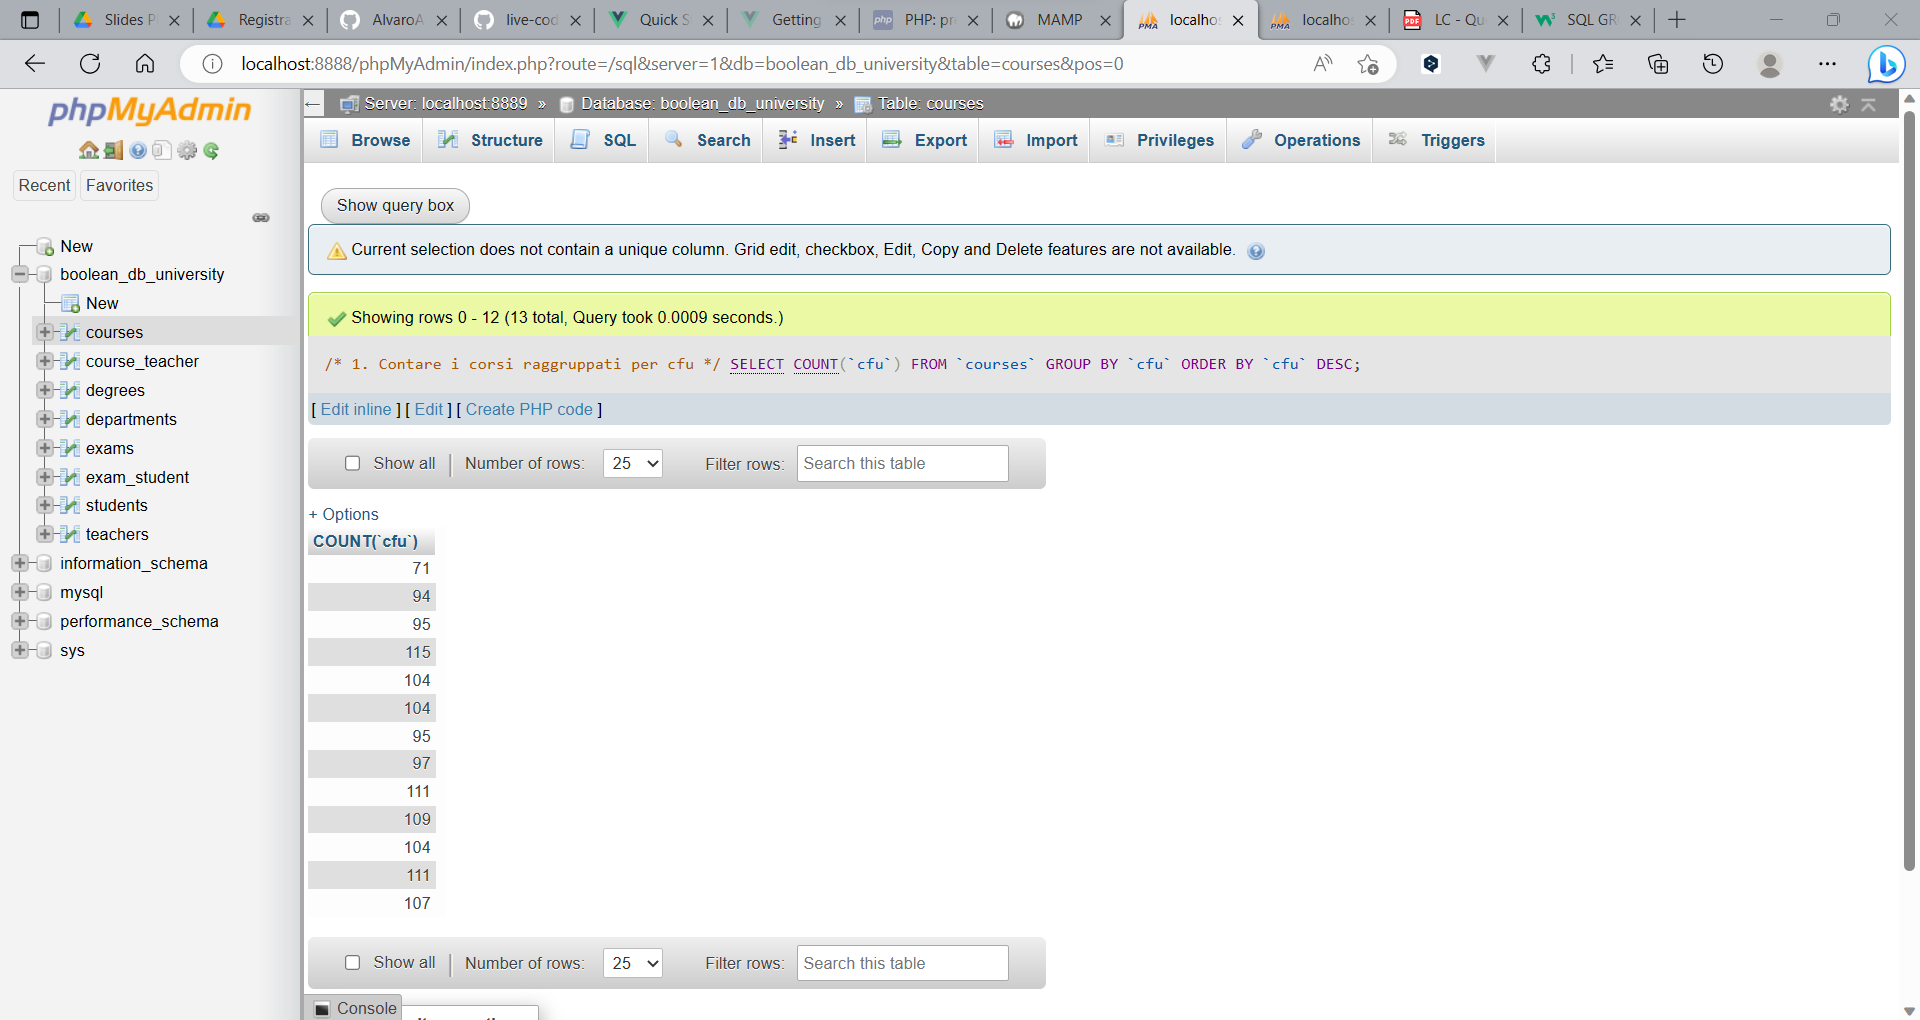 Slides P
Registra
AlvaroA
live-cod
Quick S
Getting
php PHP: pr
MAMP
PMA localhos
PMA localhos
PDF LC - Qu
SQL GR
localhost:8888/phpMyAdmin/index.php?route=/sql&server=1&db=boolean_db_university&table=courses&pos=0
phpMyAdmin
Recent
Favorites
New
boolean_db_university
New
courses
course_teacher
degrees
departments
exams
exam_student
students
teachers
information_schema
mysql
performance_schema
sys
Server: localhost:8889 » Database: boolean_db_university » Table: courses
Browse Structure SQL Search Insert Export Import Privileges Operations Triggers
Show query box
Current selection does not contain a unique column. Grid edit, checkbox, Edit, Copy and Delete features are not available.
Showing rows 0 - 12 (13 total, Query took 0.0009 seconds.)
/* 1. Contare i corsi raggruppati per cfu */ SELECT COUNT(`cfu`) FROM `courses` GROUP BY `cfu` ORDER BY `cfu` DESC;
[ Edit inline ] [ Edit ] [ Create PHP code ]
Show all | Number of rows: 25 Filter rows: Search this table
+ Options
COUNT(`cfu`)
71
94
95
115
104
104
95
97
111
109
104
111
107
Show all | Number of rows: 25 Filter rows: Search this table
Console